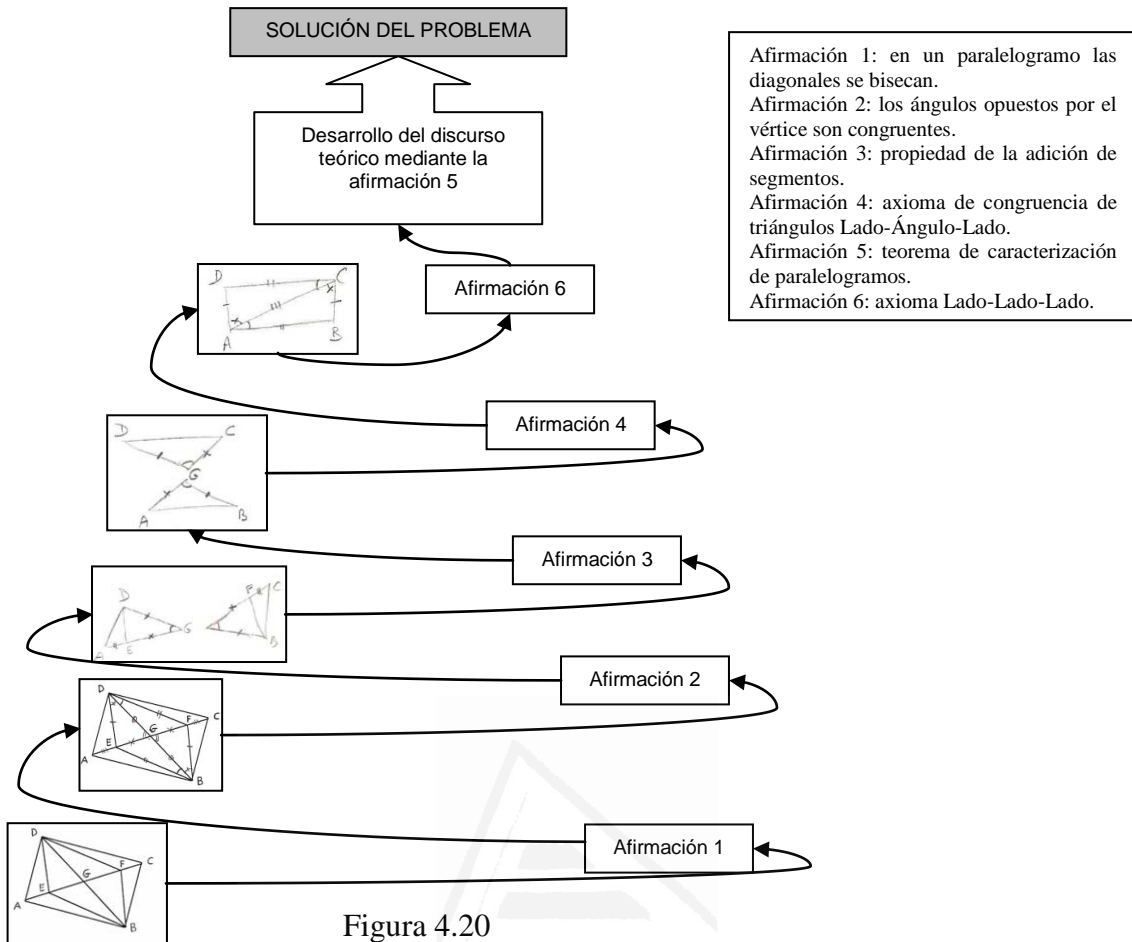 SOLUCIÓN DEL PROBLEMA
Desarrollo del discurso
teórico mediante la
afirmación 5
Afirmación 1: en un paralelogramo las
diagonales se bisecan.
Afirmación 2: los ángulos opuestos por el
vértice son congruentes.
Afirmación 3: propiedad de la adición de
segmentos.
Afirmación 4: axioma de congruencia de
triángulos Lado-Ángulo-Lado.
Afirmación 5: teorema de caracterización
de paralelogramos.
Afirmación 6: axioma Lado-Lado-Lado.
D C
A B
Afirmación 6
Afirmación 4
D C
G
A B
Afirmación 3
D F C
A E G B
Afirmación 2
D
G F C
A E
B
Afirmación 1
D
G F C
A E
B
Figura 4.20